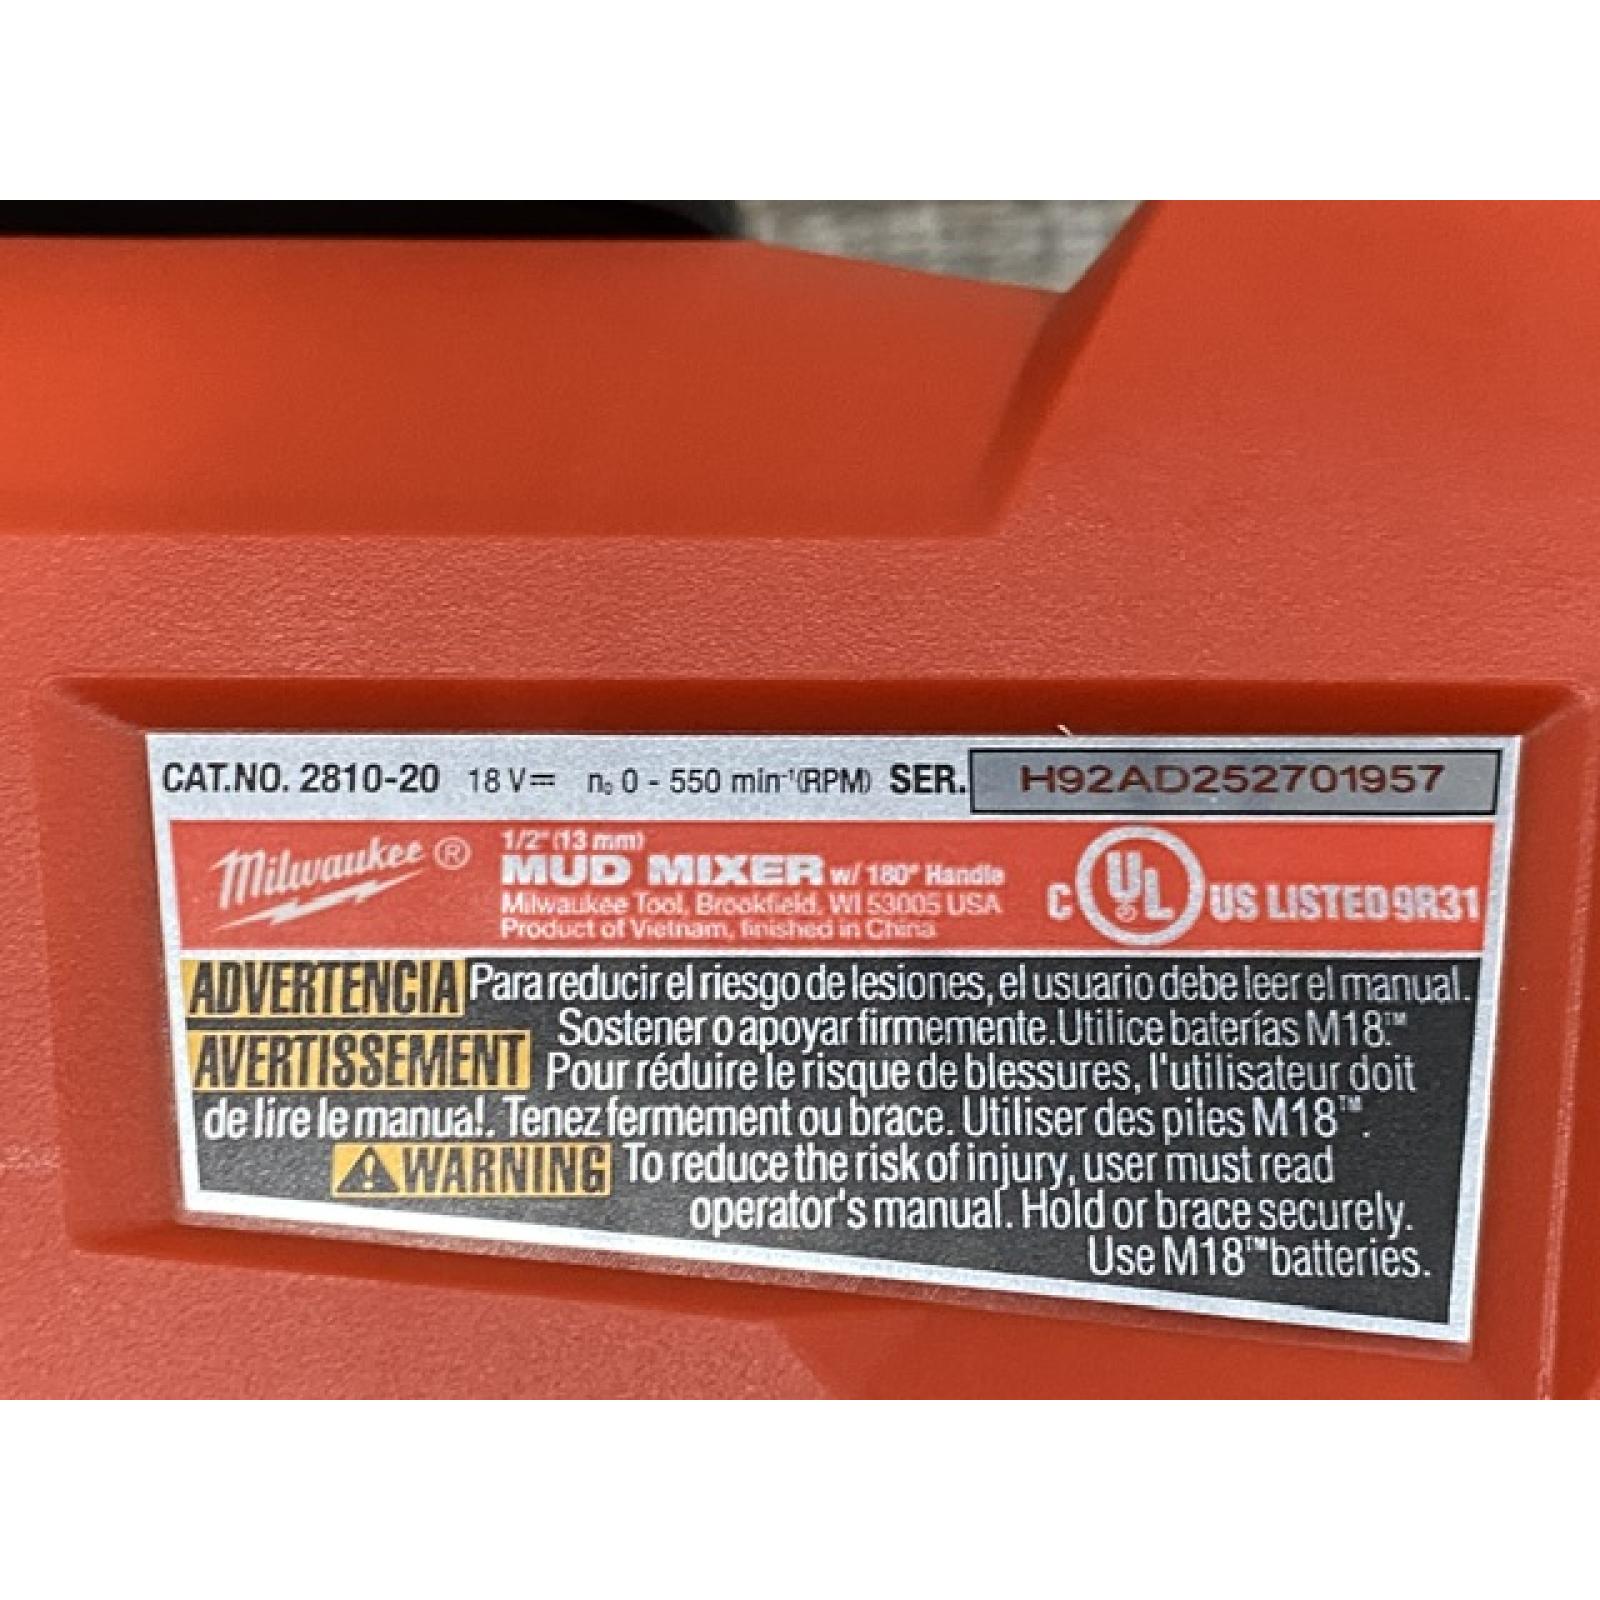 CAT.NO. 2810-20 18 V⎓ n₀ 0 - 550 min⁻¹(RPM) SER. H92AD252701957
Milwaukee®
1/2" (13 mm)
MUD MIXER w/ 180° Handle
Milwaukee Tool, Brookfield, WI 53005 USA
Product of Vietnam, finished in China
C UL US LISTED 9R31
ADVERTENCIA Para reducir el riesgo de lesiones, el usuario debe leer el manual.
Sostener o apoyar firmemente. Utilice baterías M18.™
AVERTISSEMENT Pour réduire le risque de blessures, l'utilisateur doit
de lire le manual. Tenez fermement ou brace. Utiliser des piles M18™.
⚠WARNING To reduce the risk of injury, user must read
operator's manual. Hold or brace securely.
Use M18™ batteries.